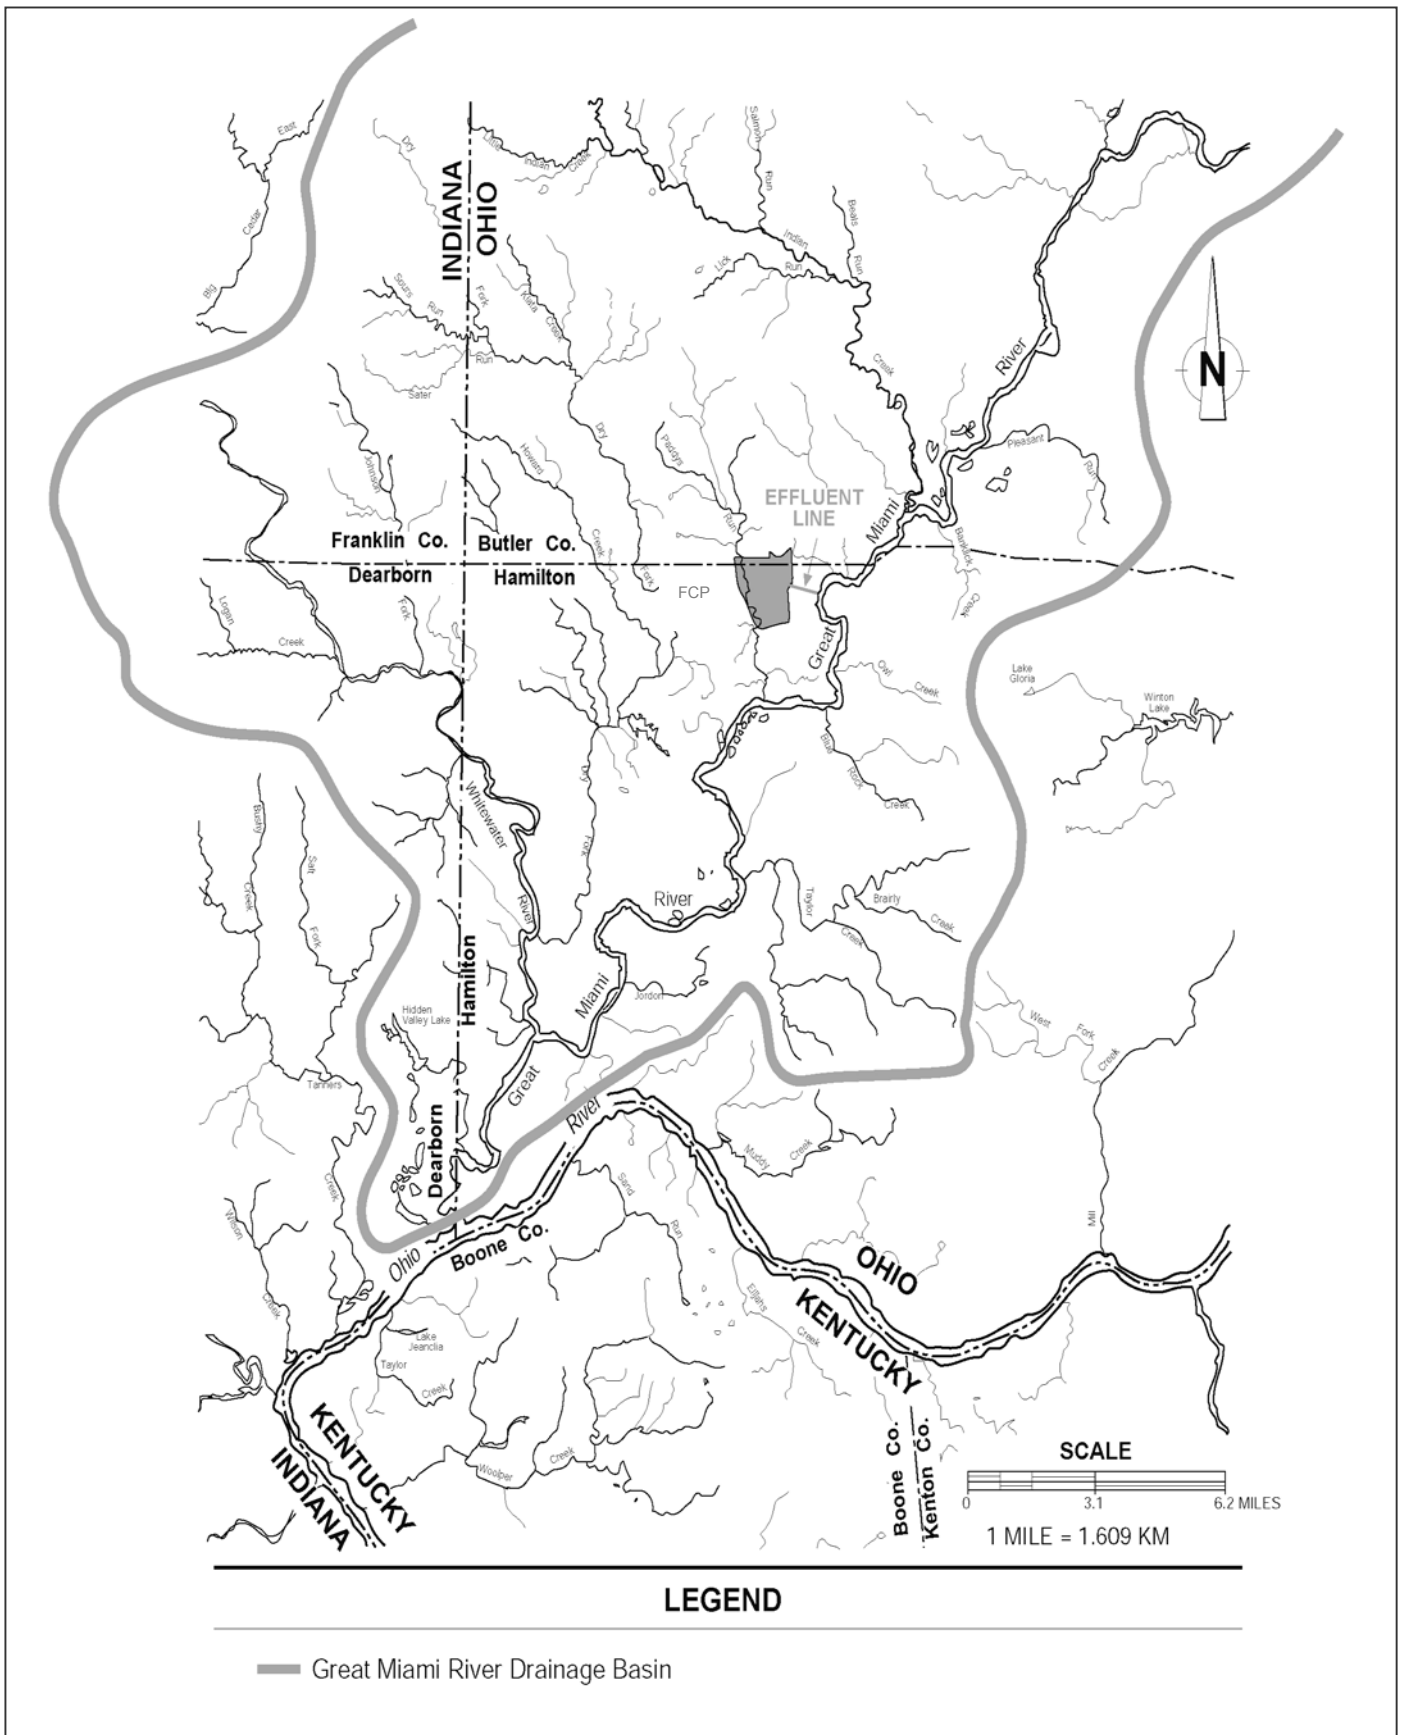 East
Dry
Little
Indian
Creek
Salmon
Run
INDIANA
OHIO
Cedar
Big
Beals
Run
Indian
Lick
Run
Sours
Run
Fork
Kiata
Creek
Run
Sater
Creek
River
N
Johnson
Howard
Dry
Paddys
Pleasant
Run
EFFLUENT
LINE
Miami
Run
Franklin Co.
Butler Co.
Dearborn
Hamilton
Creek
Fork
FCP
Banklick
Creek
Logan
Creek
Fork
Great
Owl
Creek
Lake
Gloria
Winton
Lake
Blue
Rock
Creek
Whitewater
River
Dry
Fork
Bushy
Creek
Salt
Fork
River
Taylor
Creek
Brairly
Creek
Hamilton
Miami
Jordon
Hidden
Valley Lake
West
Fork
Creek
Tanners
Great
River
Dearborn
Muddy
Creek
Creek
Sand
Run
Wilson
Creek
Mill
Ohio
Boone Co.
OHIO
KENTUCKY
Elijahs
Creek
Lake
Jeanclia
Taylor
Creek
KENTUCKY
INDIANA
Woolper
Creek
Boone Co.
Kenton Co.
SCALE
0 3.1 6.2 MILES
1 MILE = 1.609 KM
LEGEND
Great Miami River Drainage Basin